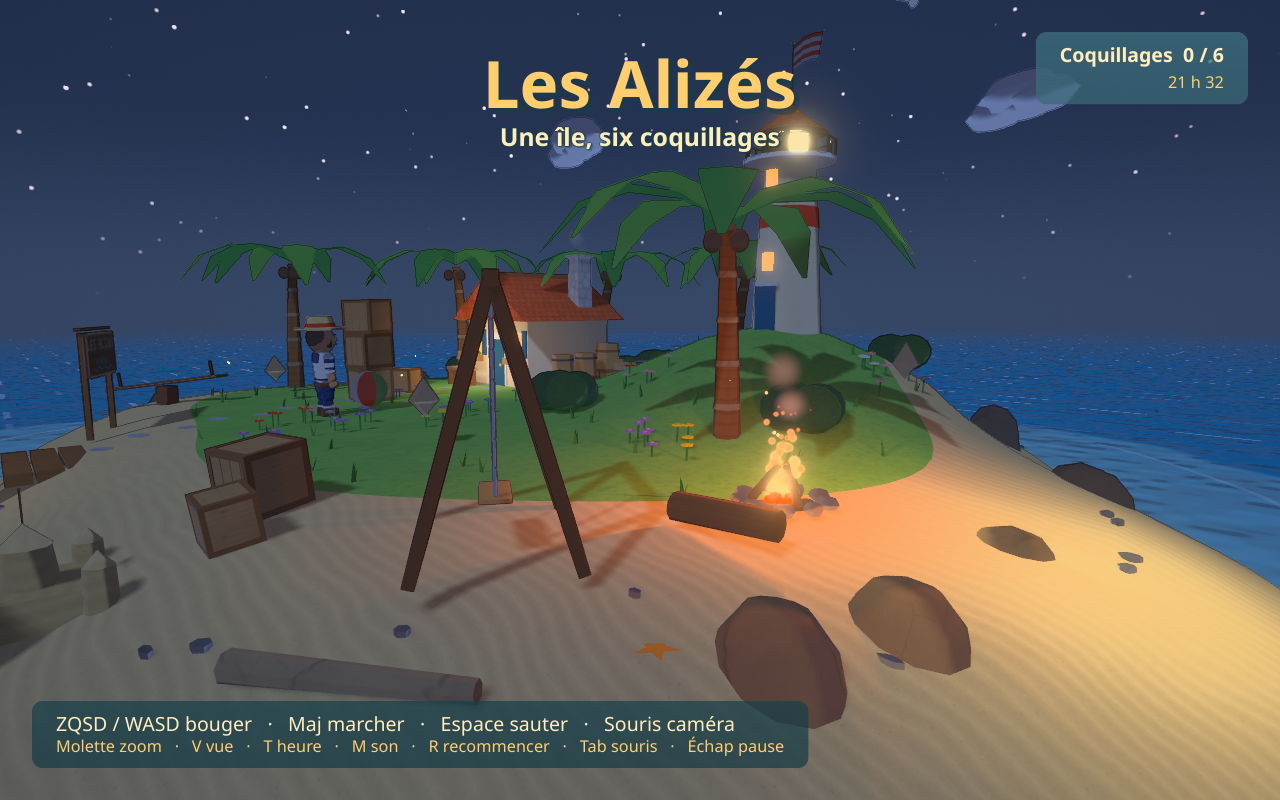 Les Alizés
Une île, six coquillages
Coquillages 0 / 6
21 h 32
ZQSD / WASD bouger · Maj marcher · Espace sauter · Souris caméra
Molette zoom · V vue · T heure · M son · R recommencer · Tab souris · Échap pause